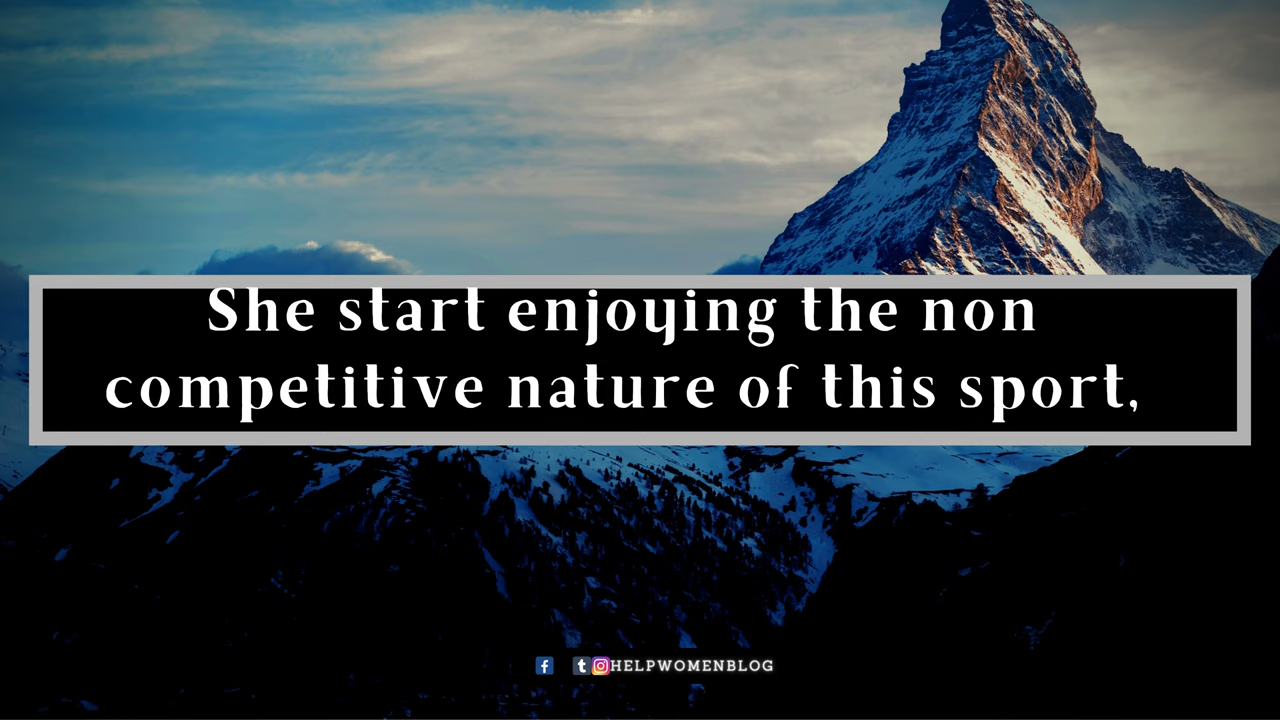 She start enjoying the non
competitive nature of this sport,
HELPWOMENBLOG